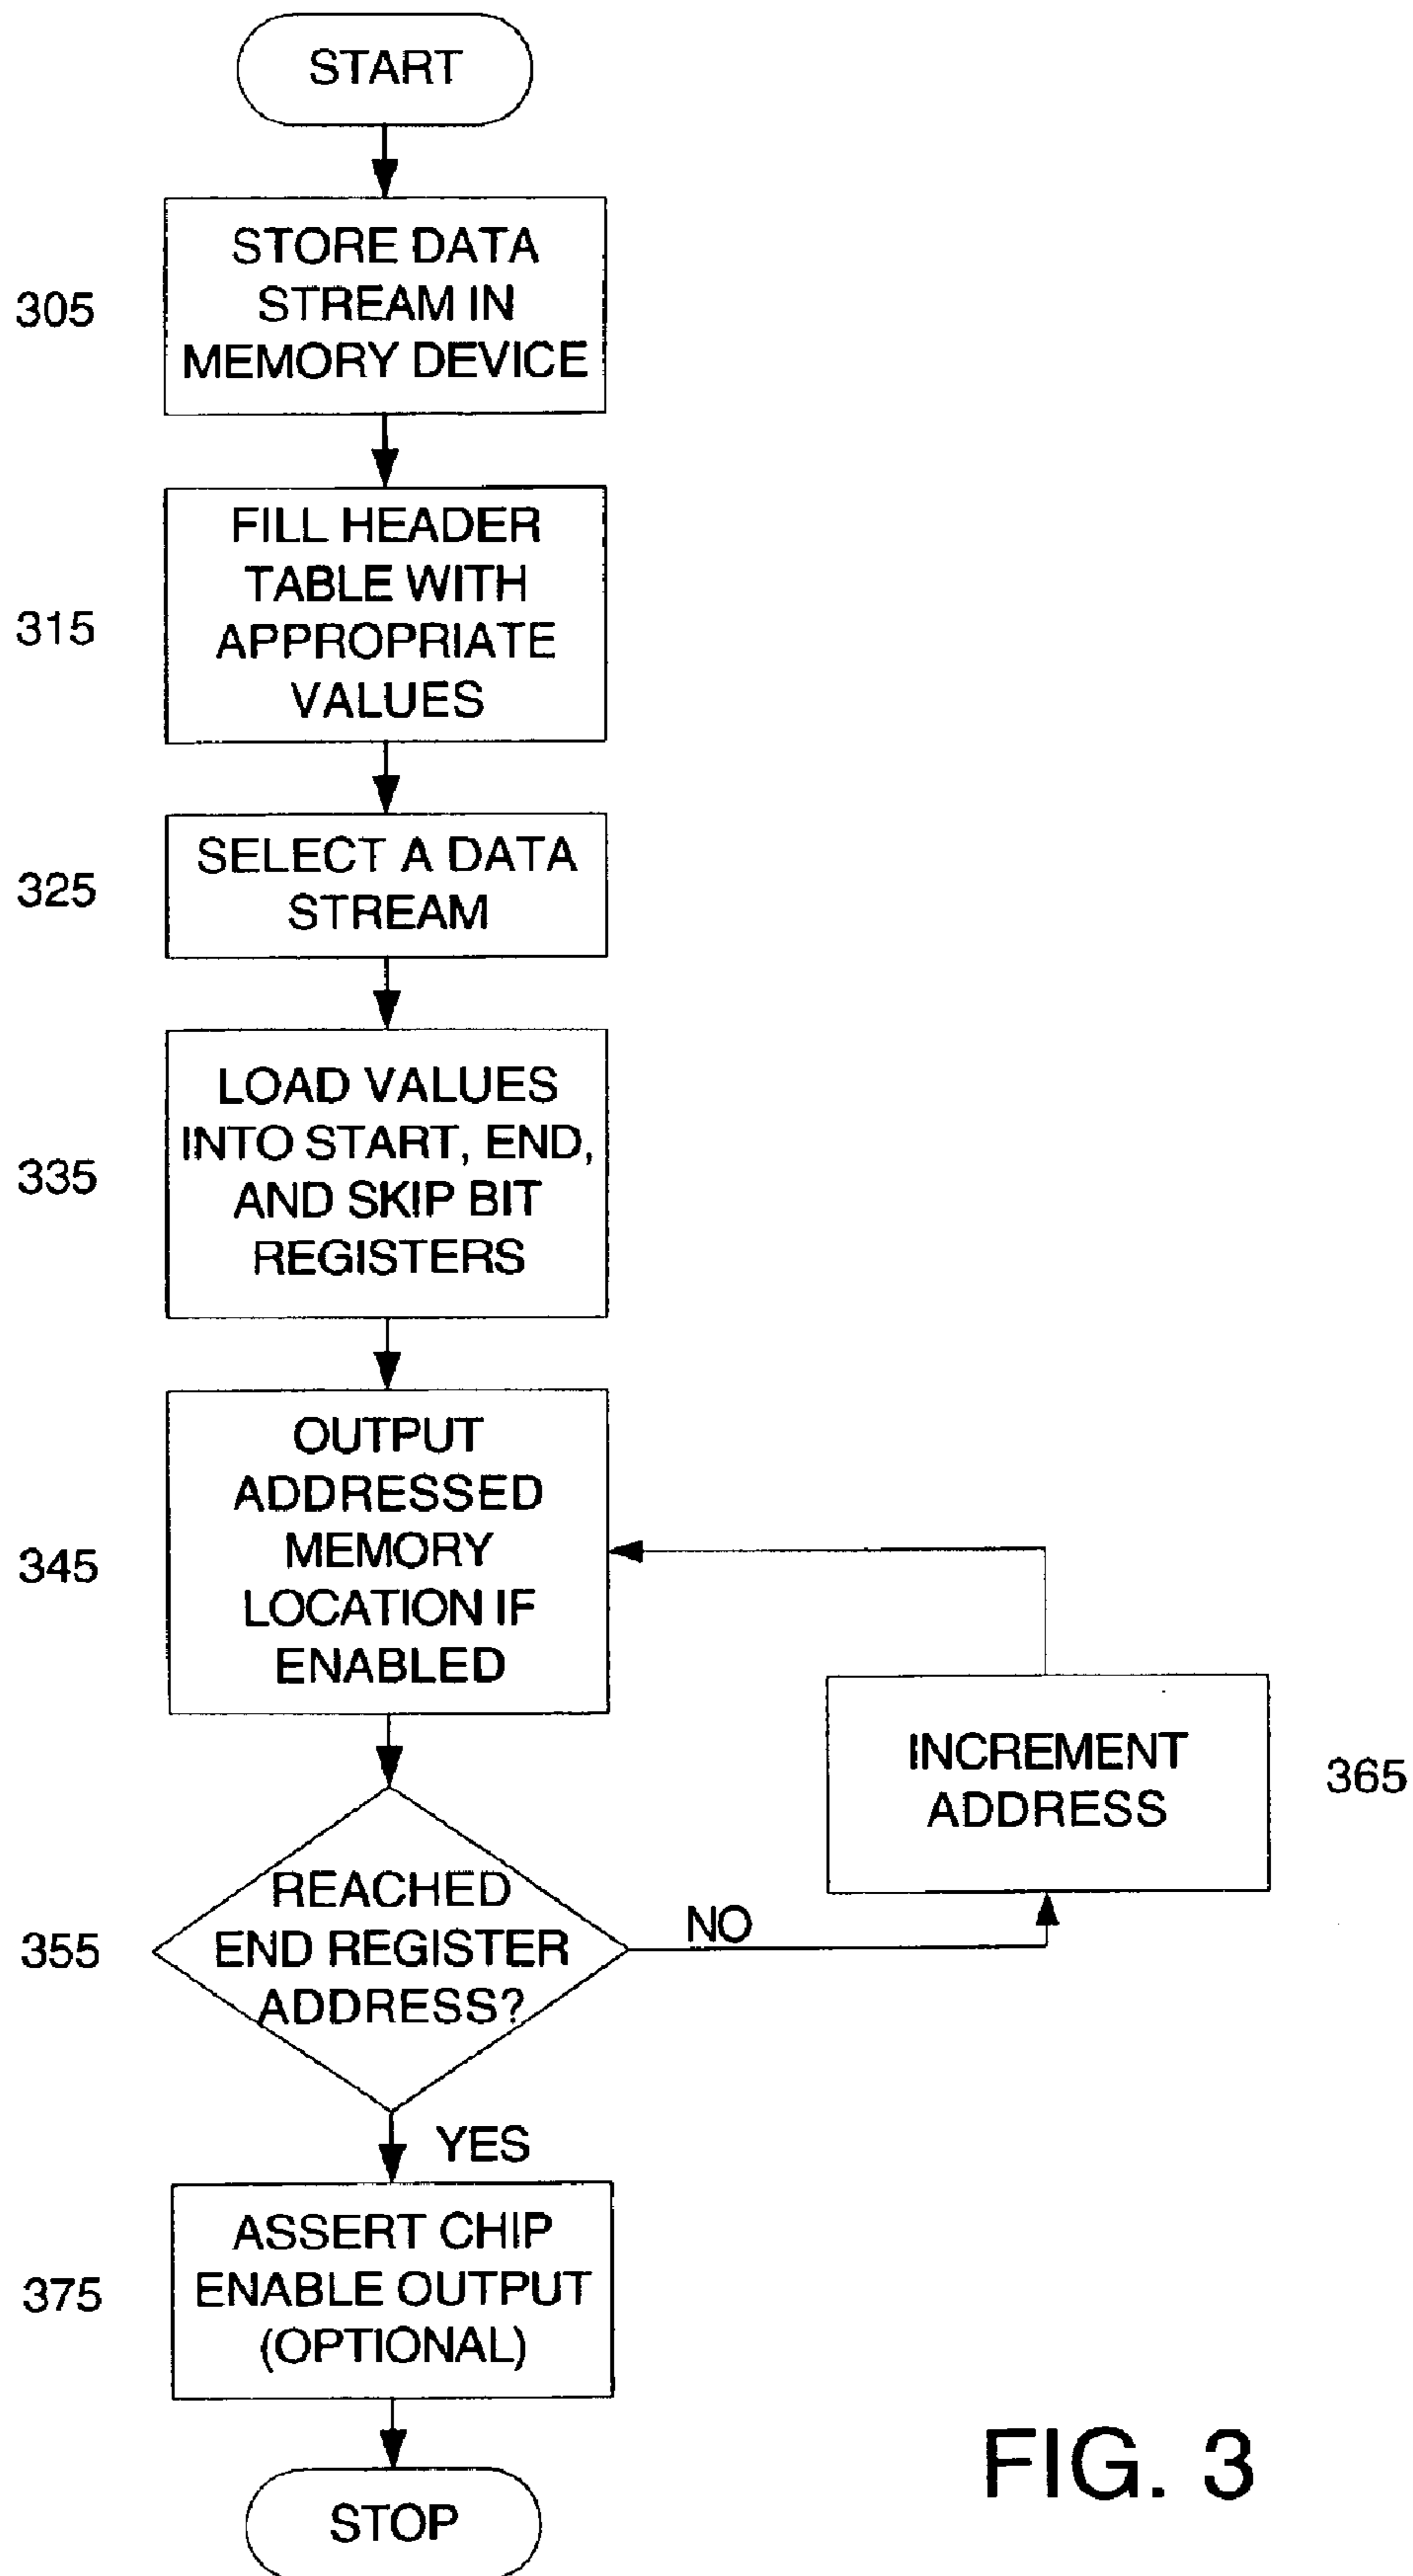 START
305
STORE DATA
STREAM IN
MEMORY DEVICE
315
FILL HEADER
TABLE WITH
APPROPRIATE
VALUES
325
SELECT A DATA
STREAM
335
LOAD VALUES
INTO START, END,
AND SKIP BIT
REGISTERS
345
OUTPUT
ADDRESSED
MEMORY
LOCATION IF
ENABLED
INCREMENT
ADDRESS
365
355
REACHED
END REGISTER
ADDRESS?
NO
YES
375
ASSERT CHIP
ENABLE OUTPUT
(OPTIONAL)
STOP
FIG. 3